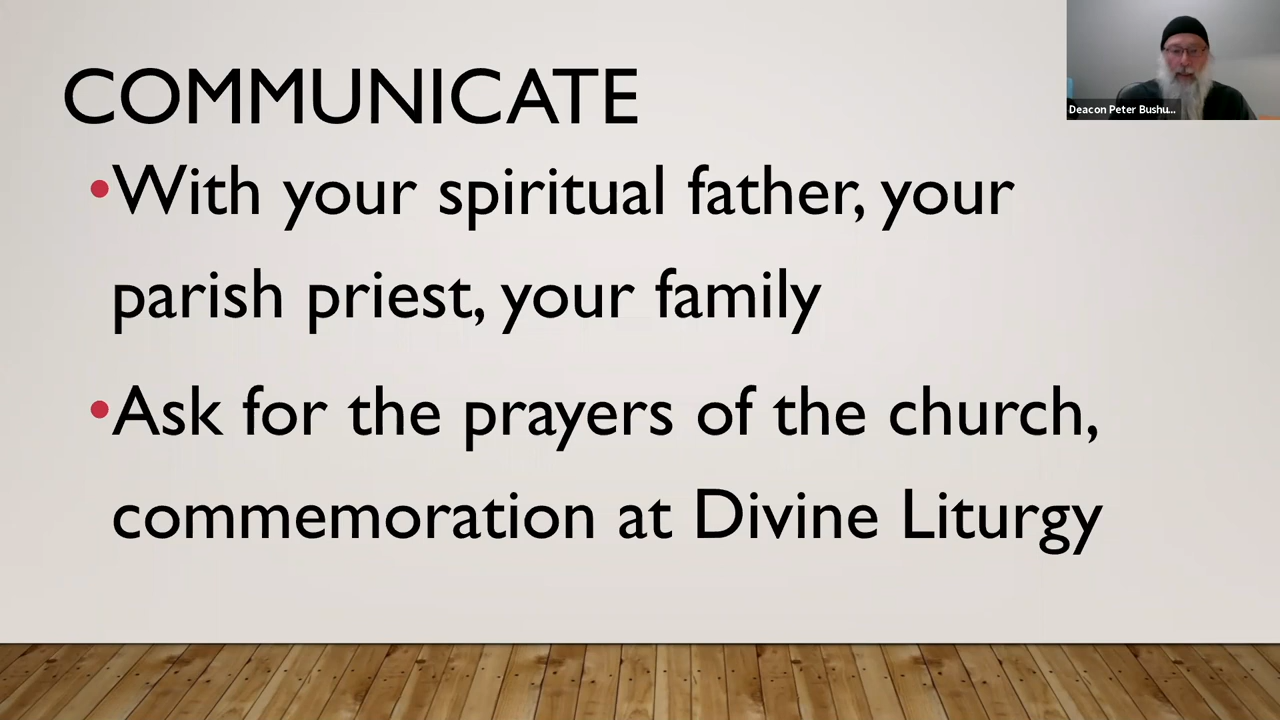 COMMUNICATE
•With your spiritual father, your
parish priest, your family
•Ask for the prayers of the church,
commemoration at Divine Liturgy
Deacon Peter Bushu...